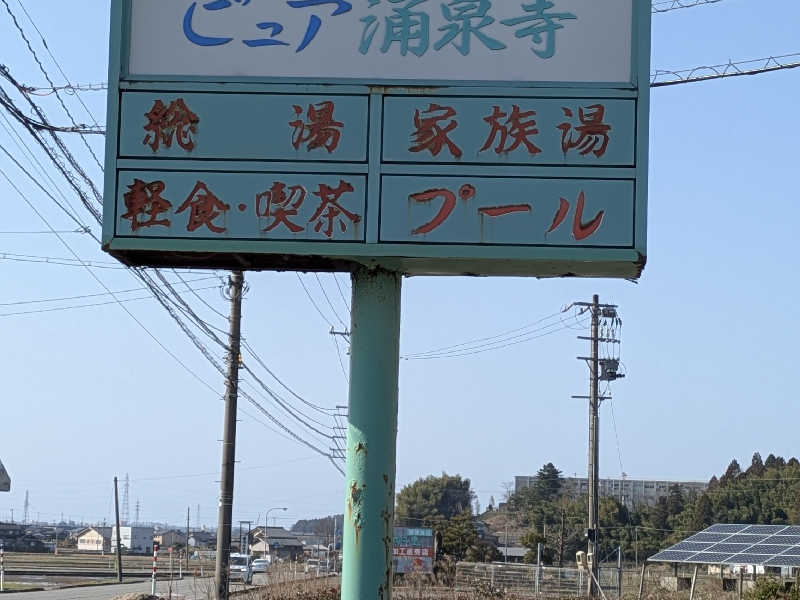 ピュア涌泉寺
総湯
家族湯
軽食・喫茶
プール